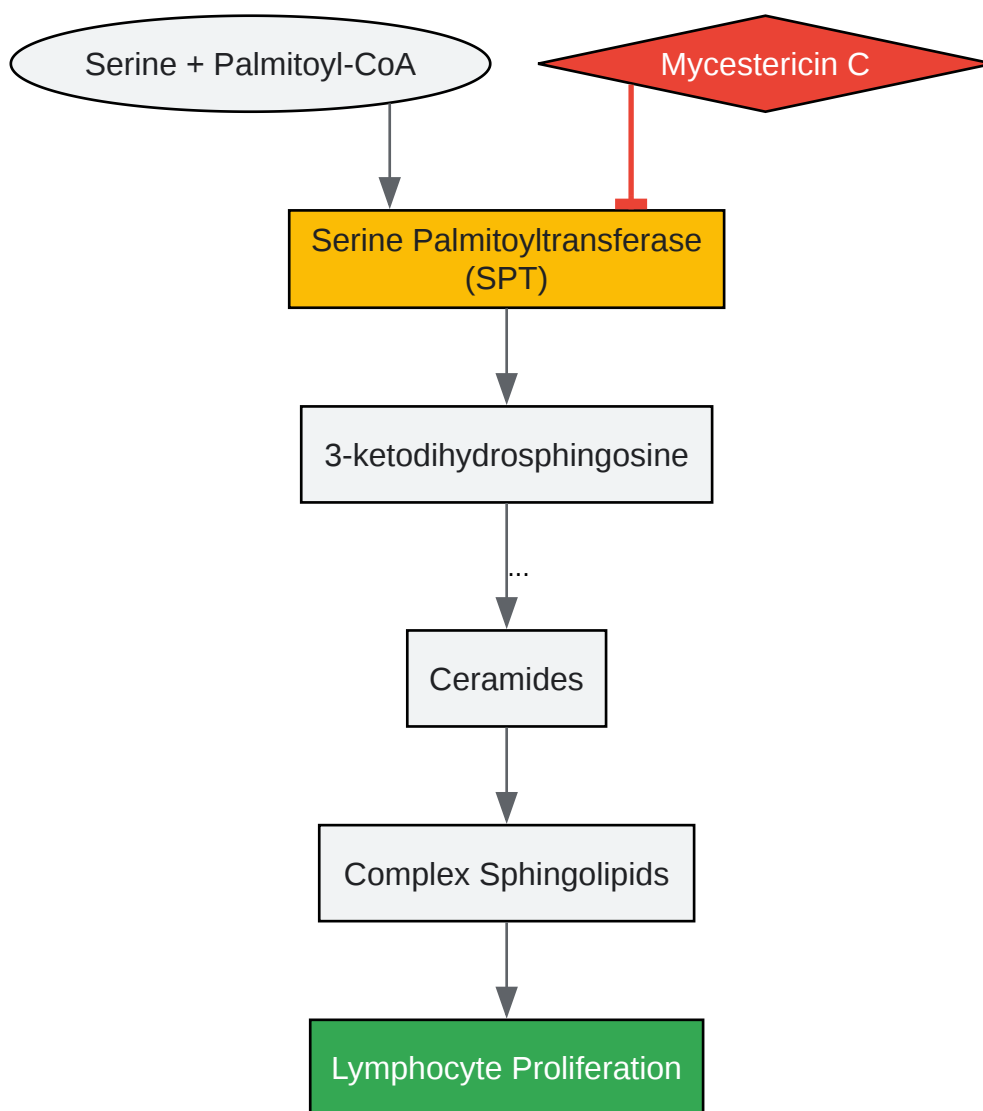 Serine + Palmitoyl-CoA
Mycestericin C
Serine Palmitoyltransferase
(SPT)
3-ketodihydrosphingosine
...
Ceramides
Complex Sphingolipids
Lymphocyte Proliferation